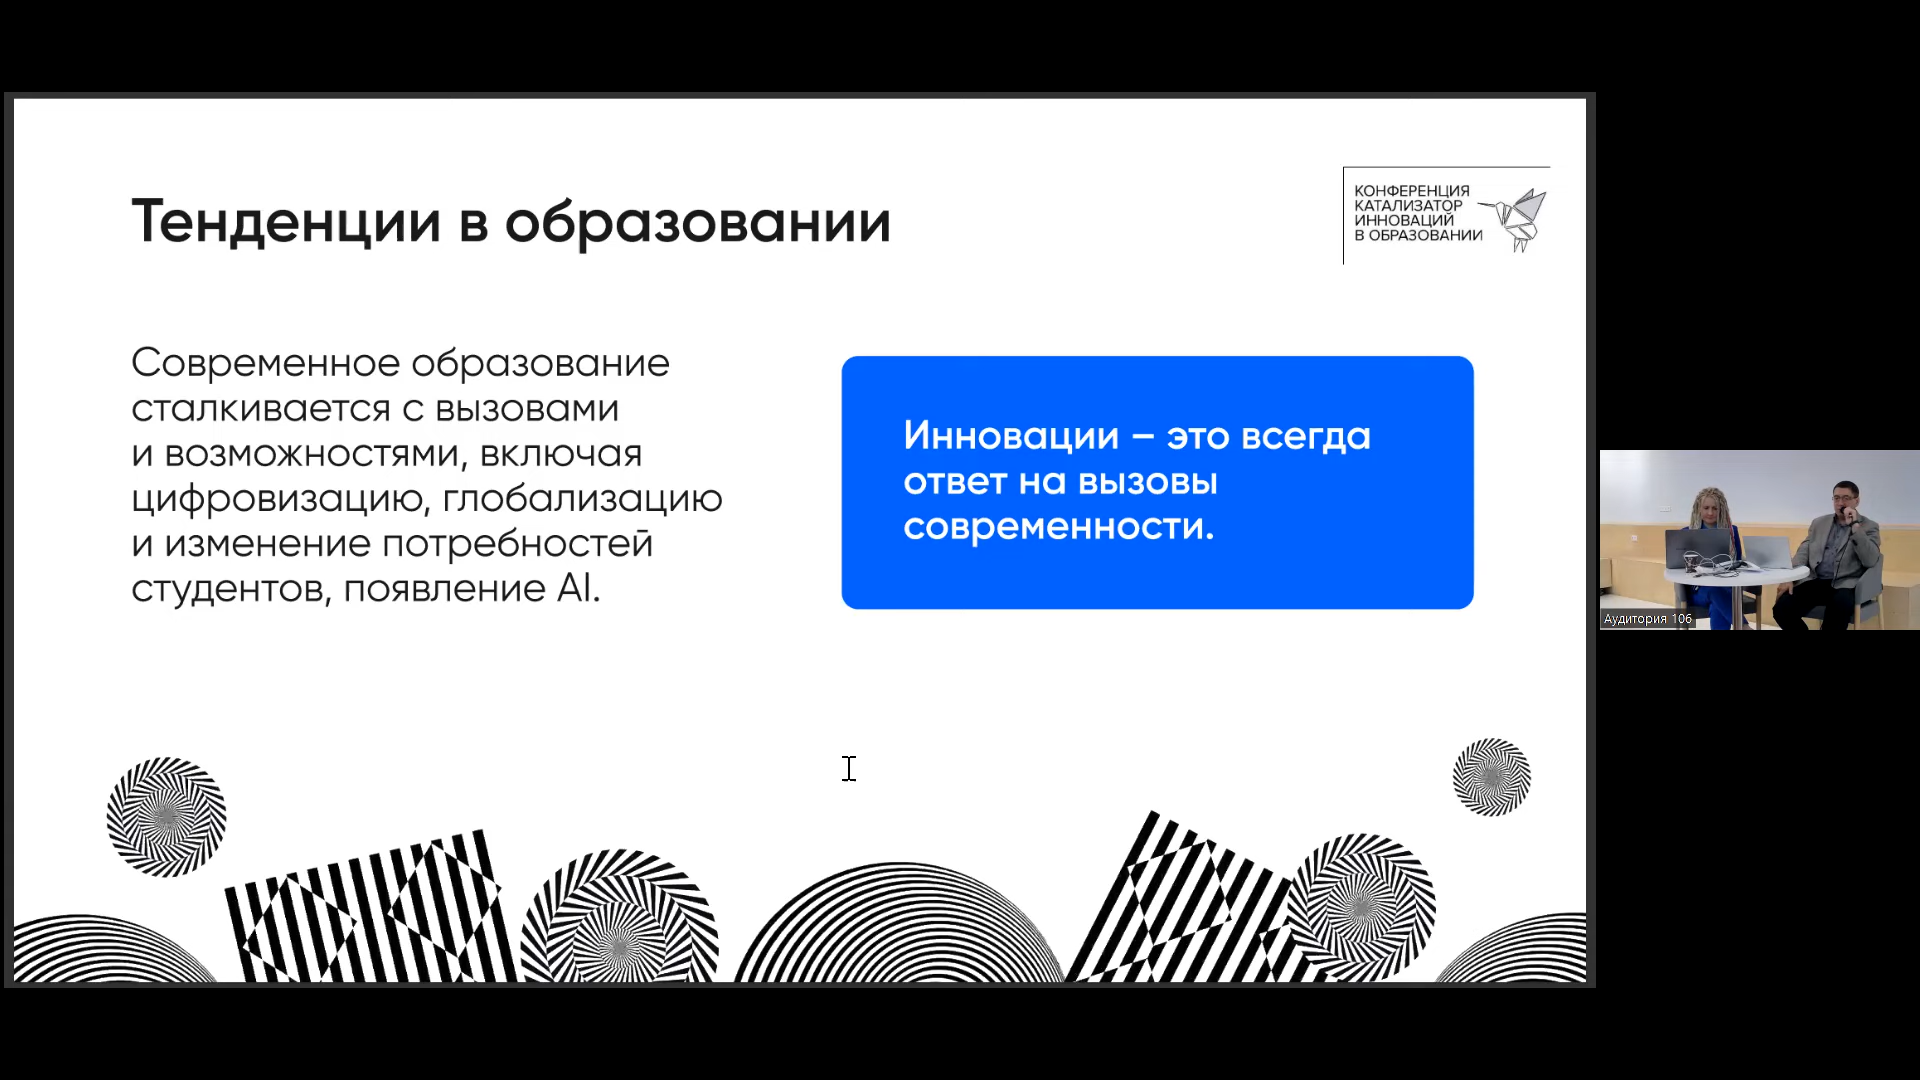 Тенденции в образовании
КОНФЕРЕНЦИЯ
КАТАЛИЗАТОР
ИННОВАЦИЙ
В ОБРАЗОВАНИИ
Современное образование
сталкивается с вызовами
и возможностями, включая
цифровизацию, глобализацию
и изменение потребностей
студентов, появление AI.
Инновации – это всегда
ответ на вызовы
современности.
Аудитория 106